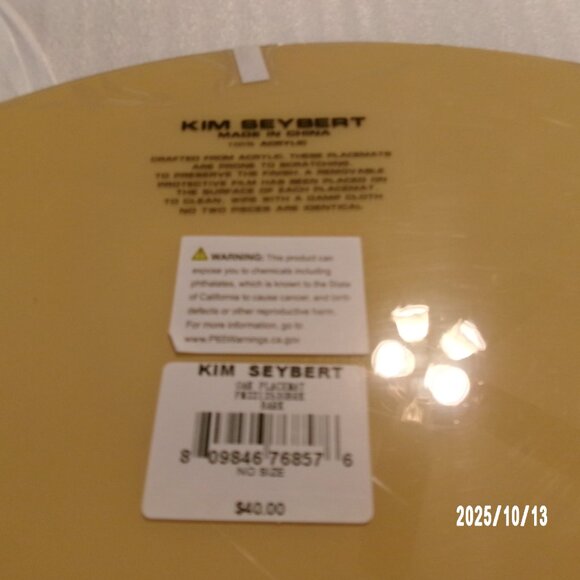 KIM SEYBERT
MADE IN CHINA
100% ACRYLIC
CRAFTED FROM ACRYLIC, THESE PLACEMATS
ARE PRONE TO SCRATCHING.
TO PRESERVE THE FINISH, A REMOVABLE
PROTECTIVE FILM HAS BEEN PLACED ON
THE SURFACE OF EACH PLACEMAT
TO CLEAN, WIPE WITH A DAMP CLOTH
NO TWO PIECES ARE IDENTICAL
WARNING: This product can
expose you to chemicals including
phthalates, which is known to the State
of California to cause cancer, and birth
defects or other reproductive harm.
For more information, go to
www.P65Warnings.ca.gov
KIM SEYBERT
OAK PLACEMAT
8 09846 76857 6
NO SIZE
$40.00
2025/10/13